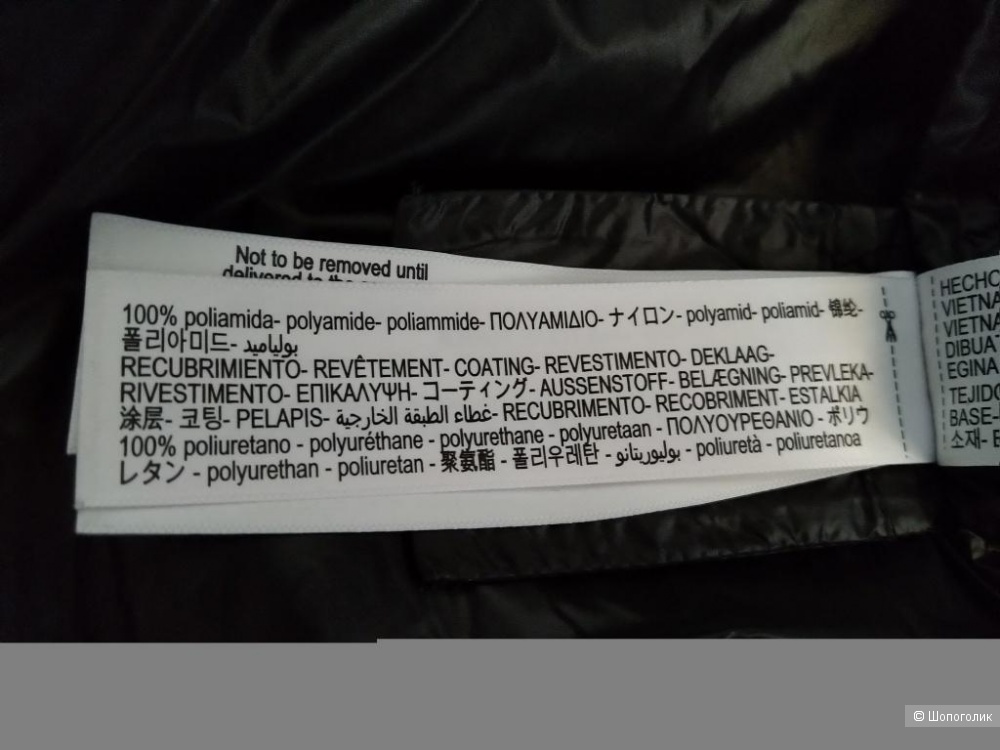 Not to be removed until
delivered to the
100% poliamida- polyamide- poliammide- ΠΟΛΥΑΜΙΔΙΟ- ナイロン- polyamid- poliamid- 锦纶-
폴리아미드- بولياميد
RECUBRIMIENTO- REVÊTEMENT- COATING- REVESTIMENTO- DEKLAAG-
RIVESTIMENTO- ΕΠΙΚΑΛΥΨΗ- コーティング- AUSSENSTOFF- BELÆGNING- PREVLEKA-
涂层- 코팅- PELAPIS- غطاء الطبقة الخارجية- RECUBRIMENTO- RECOBRIMENT- ESTALKIA
100% poliuretano - polyuréthane - polyurethane - polyuretaan - ΠΟΛΥΟΥΡΕΘΑΝΙΟ - ポリウ
レタン - polyurethan - poliuretan - 聚氨酯 - 폴리우레탄 - بوليوريتانو - poliuretà - poliuretanoa
HECHO
VIETNA
VIETNA
DIBUAT
EGINA
TEJIDO
BASE-
소재- E
© Шопоголик